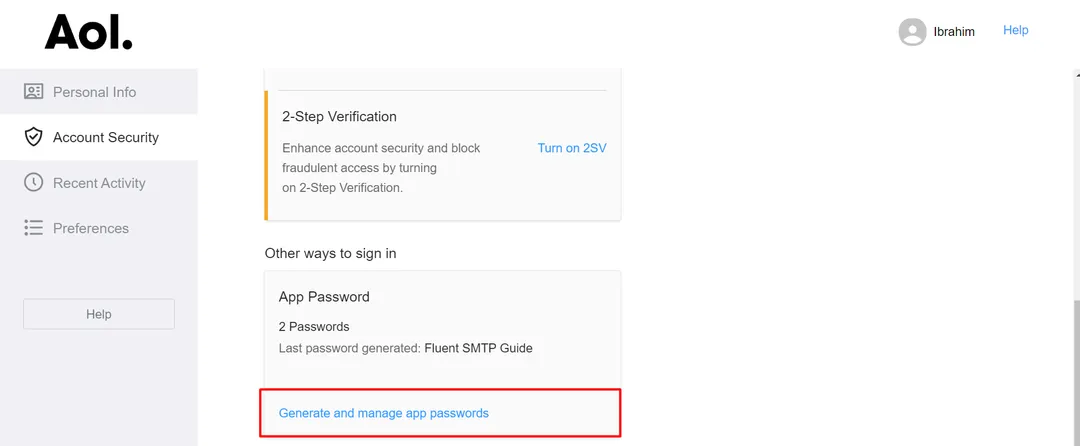 Aol.
Ibrahim
Help
Personal Info
Account Security
Recent Activity
Preferences
Help
2-Step Verification
Enhance account security and block
fraudulent access by turning
on 2-Step Verification.
Turn on 2SV
Other ways to sign in
App Password
2 Passwords
Last password generated: Fluent SMTP Guide
Generate and manage app passwords